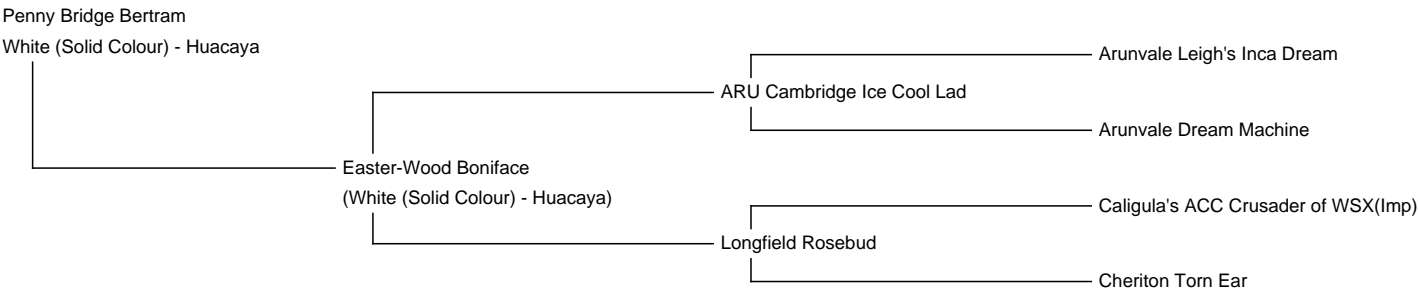 Penny Bridge Bertram
White (Solid Colour) - Huacaya
Arunvale Leigh's Inca Dream
ARU Cambridge Ice Cool Lad
Arunvale Dream Machine
Easter-Wood Boniface
(White (Solid Colour) - Huacaya)
Caligula's ACC Crusader of WSX(Imp)
Longfield Rosebud
Cheriton Torn Ear